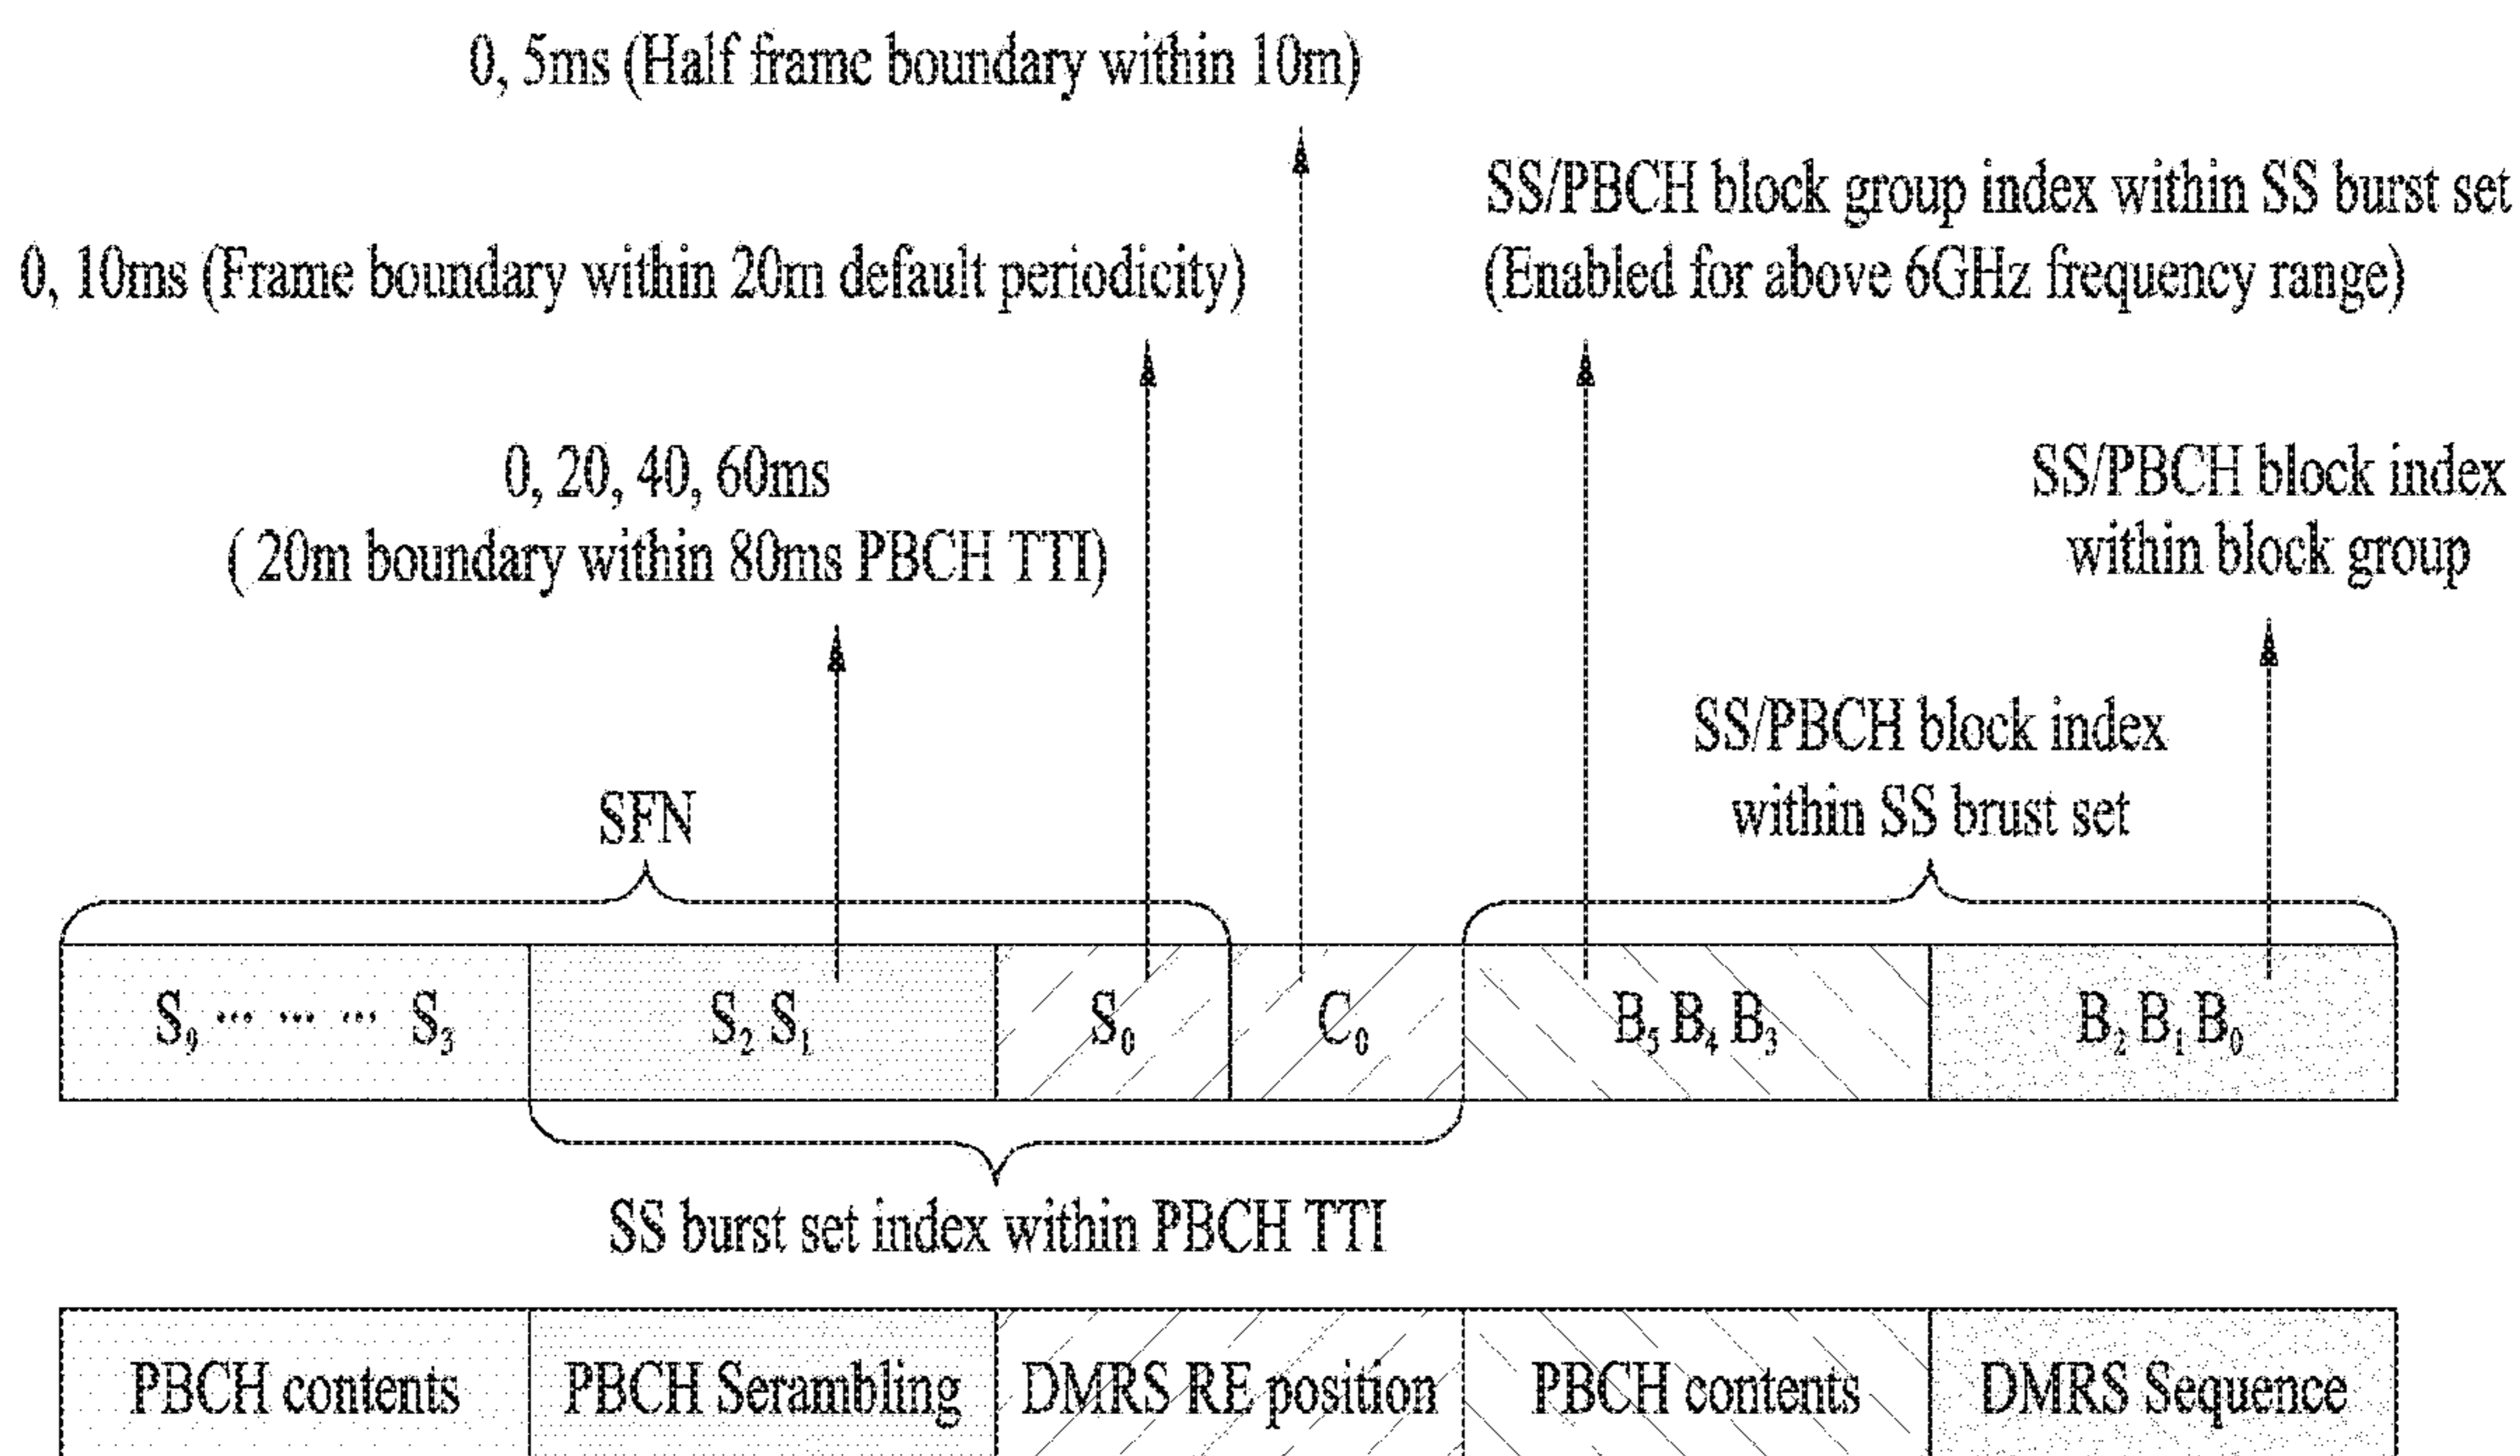 0, 5ms (Half frame boundary within 10m)
SS/PBCH block group index within SS burst set
(Enabled for above 6GHz frequency range)
0, 10ms (Frame boundary within 20m default periodicity)
0, 20, 40, 60ms
( 20m boundary within 80ms PBCH TTI)
SS/PBCH block index
within block group
SS/PBCH block index
within SS brust set
SFN
S₉ ··· ··· ··· S₃ S₂ S₁ S₀ C₀ B₅ B₄ B₃ B₂ B₁ B₀
SS burst set index within PBCH TTI
PBCH contents PBCH Serambling DMRS RE position PBCH contents DMRS Sequence